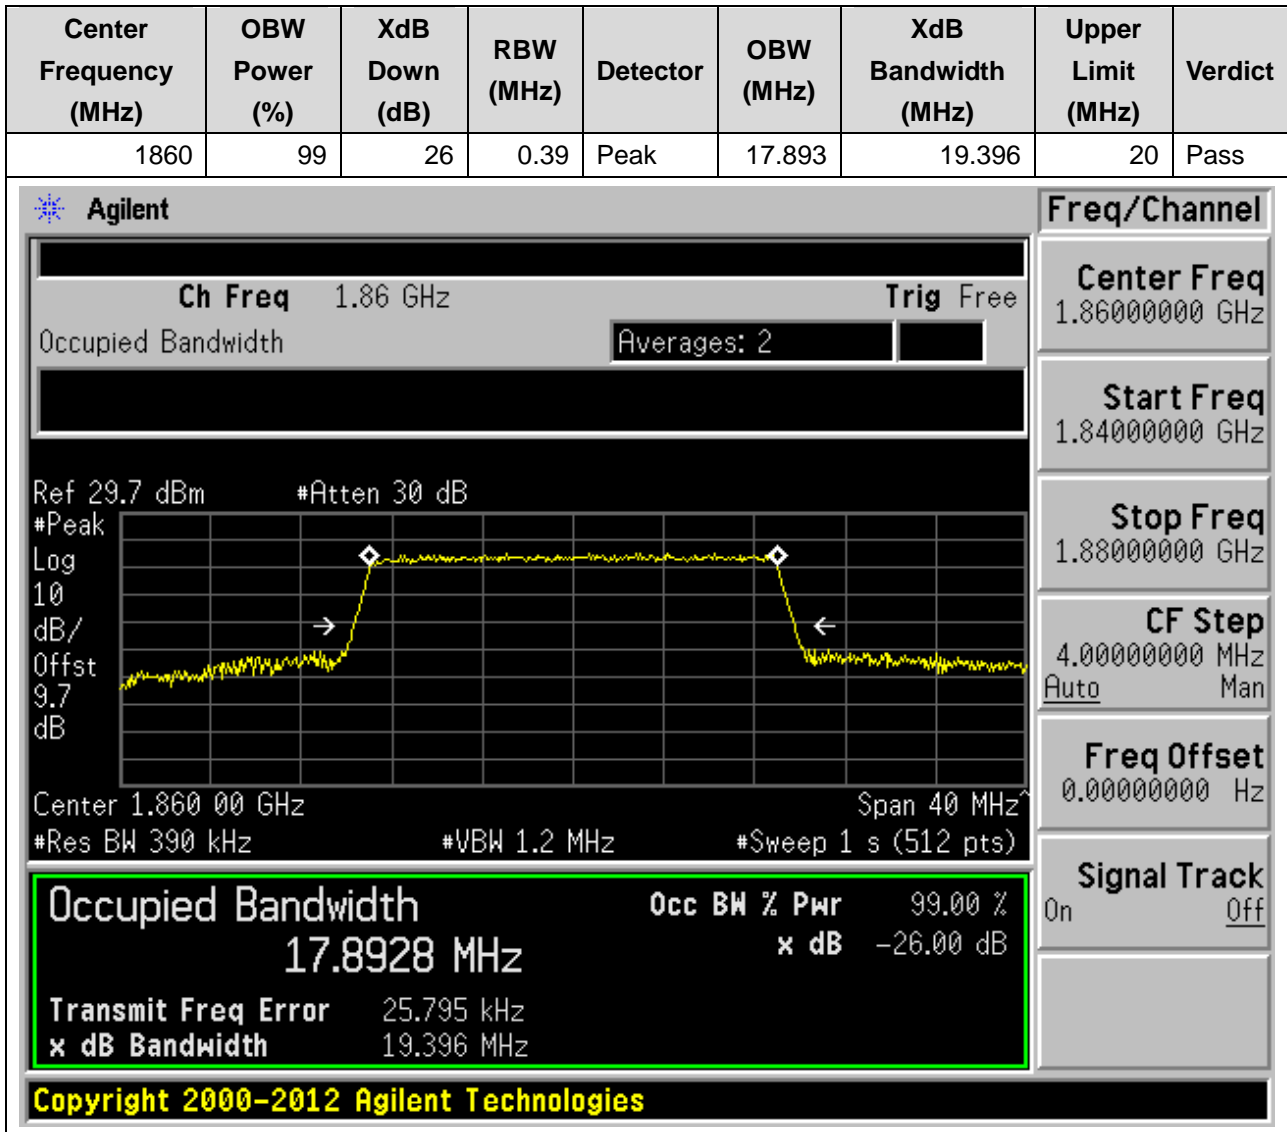 Center Frequency (MHz) OBW Power (%) XdB Down (dB) RBW (MHz) Detector OBW (MHz) XdB Bandwidth (MHz) Upper Limit (MHz) Verdict
1860 99 26 0.39 Peak 17.893 19.396 20 Pass
Agilent
Freq/Channel
Ch Freq 1.86 GHz Trig Free
Occupied Bandwidth Averages: 2
Center Freq
1.86000000 GHz
Start Freq
1.84000000 GHz
Stop Freq
1.88000000 GHz
CF Step
4.00000000 MHz
Auto Man
Freq Offset
0.00000000 Hz
Signal Track
On Off
Ref 29.7 dBm #Atten 30 dB
#Peak
Log
10
dB/
Offst
9.7
dB
Center 1.860 00 GHz Span 40 MHz^
#Res BW 390 kHz #VBW 1.2 MHz #Sweep 1 s (512 pts)
Occupied Bandwidth Occ BW % Pwr 99.00 %
17.8928 MHz x dB -26.00 dB
Transmit Freq Error 25.795 kHz
x dB Bandwidth 19.396 MHz
Copyright 2000-2012 Agilent Technologies